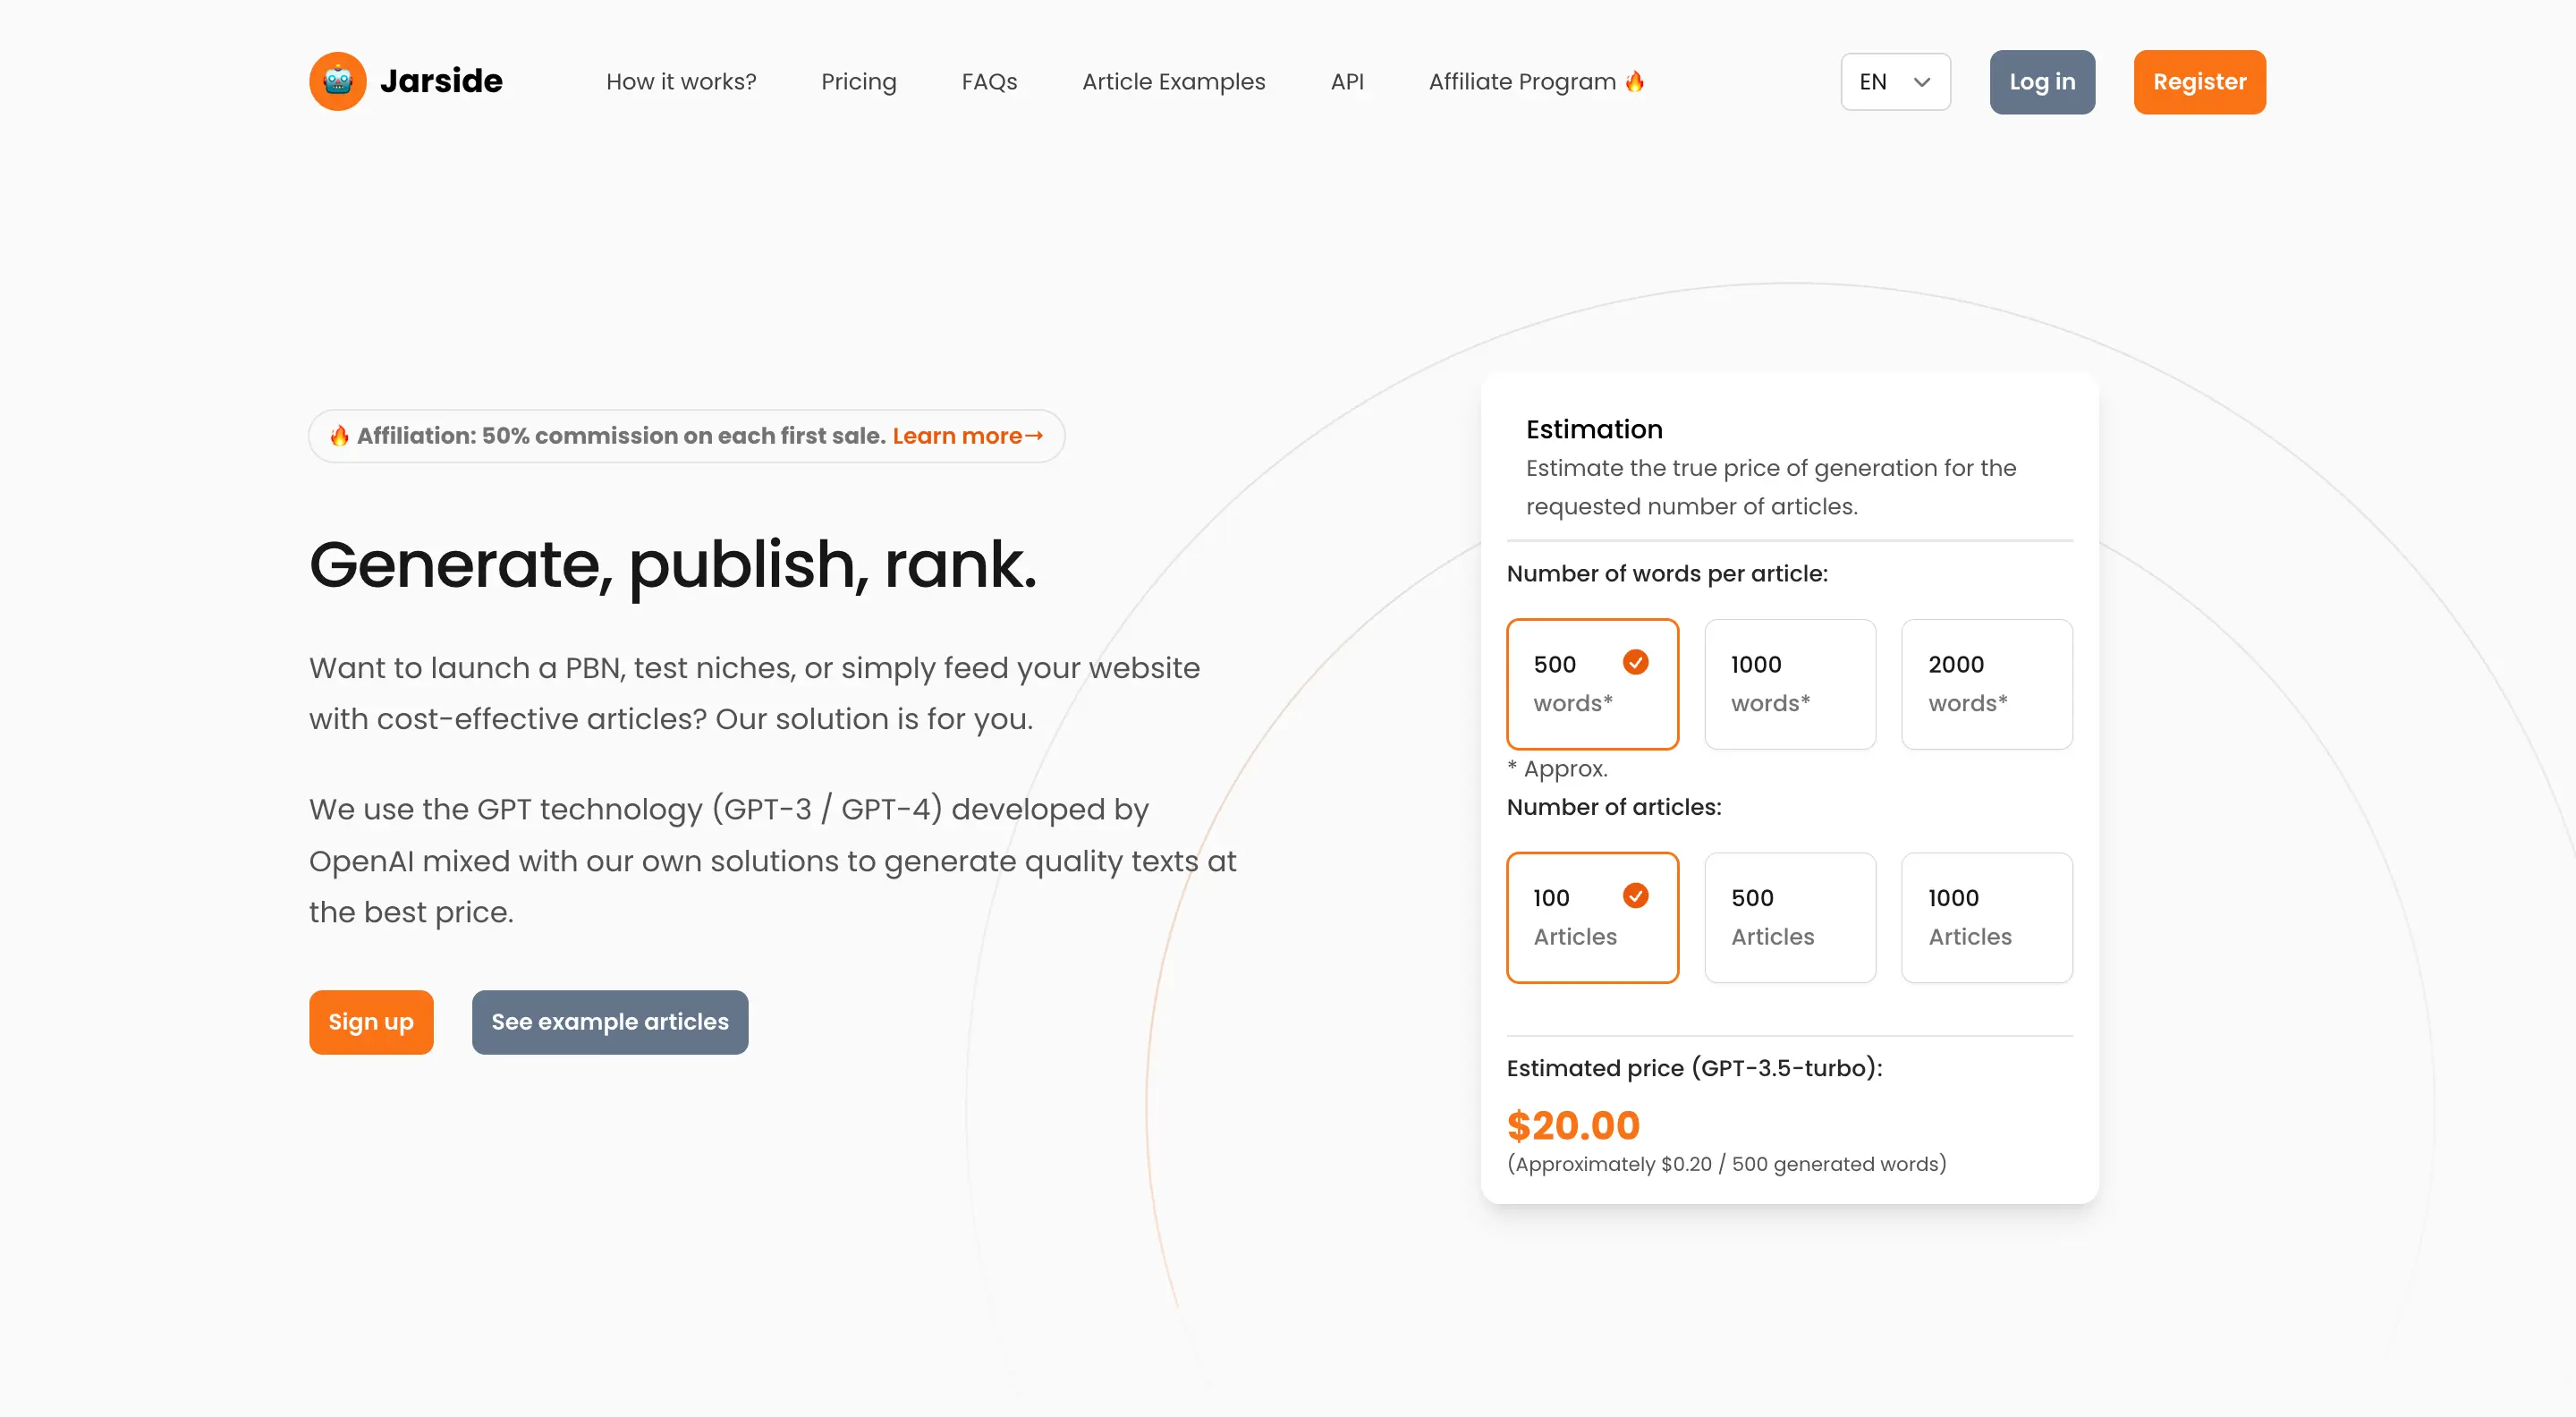 Jarside
How it works?
Pricing
FAQs
Article Examples
API
Affiliate Program 🔥
EN
Log in
Register
🔥 Affiliation: 50% commission on each first sale. Learn more→
Generate, publish, rank.
Want to launch a PBN, test niches, or simply feed your website
with cost-effective articles? Our solution is for you.
We use the GPT technology (GPT-3 / GPT-4) developed by
OpenAI mixed with our own solutions to generate quality texts at
the best price.
Sign up
See example articles
Estimation
Estimate the true price of generation for the
requested number of articles.
Number of words per article:
500
words*
1000
words*
2000
words*
* Approx.
Number of articles:
100
Articles
500
Articles
1000
Articles
Estimated price (GPT-3.5-turbo):
$20.00
(Approximately $0.20 / 500 generated words)